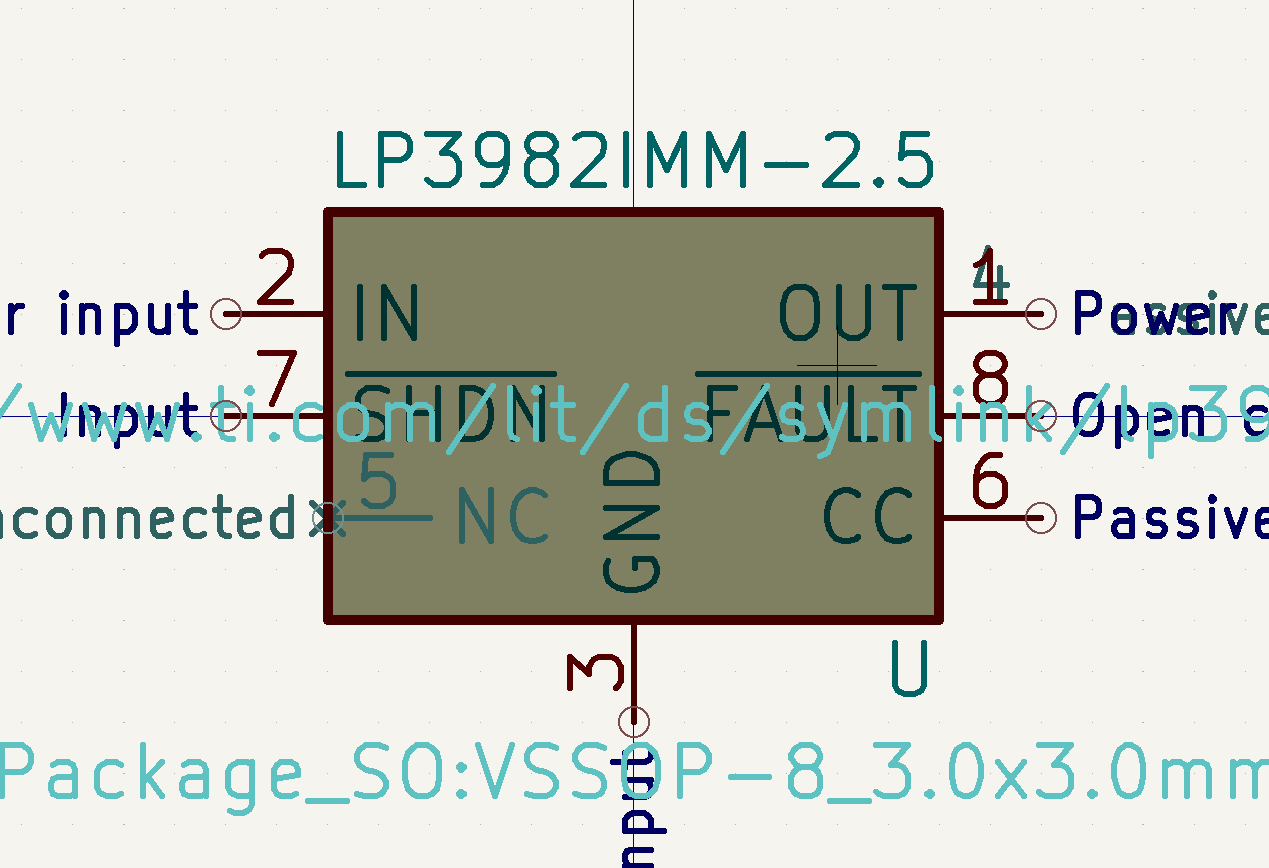 LP3982IMM-2.5
2
1
4
r input
IN
OUT
Power
assive
7
8
Input
SHDN
FAULT
Open c
/www.ti.com/lit/ds/symlink/lp39
5
6
nconnected
NC
CC
Passive
GND
3
U
Package_SO:VSSOP-8_3.0x3.0mm
nput